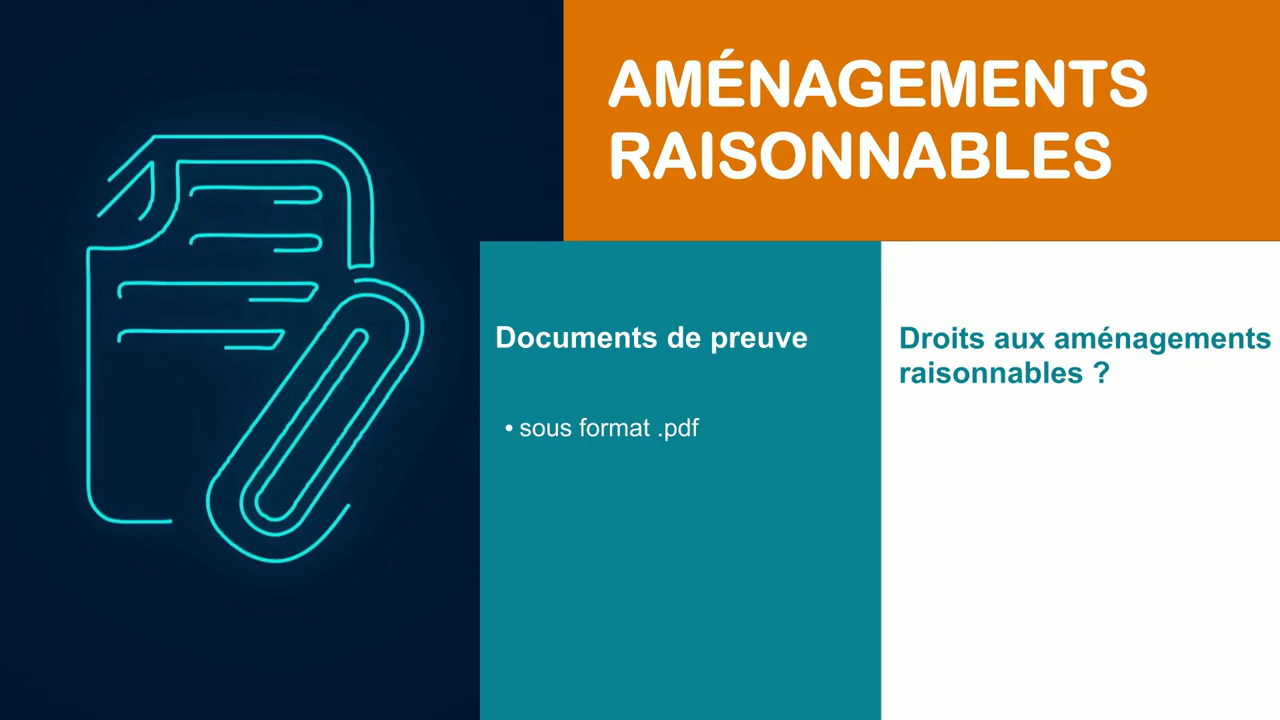 AMÉNAGEMENTS
RAISONNABLES
Documents de preuve
• sous format .pdf
Droits aux aménagements
raisonnables ?